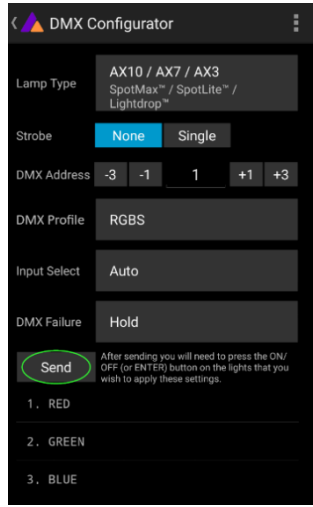 DMX Configurator
Lamp Type
AX10 / AX7 / AX3
SpotMax™ / SpotLite™ /
Lightdrop™
Strobe None Single
DMX Address -3 -1 1 +1 +3
DMX Profile RGBS
Input Select Auto
DMX Failure Hold
Send
After sending you will need to press the ON/
OFF (or ENTER) button on the lights that you
wish to apply these settings.
1. RED
2. GREEN
3. BLUE